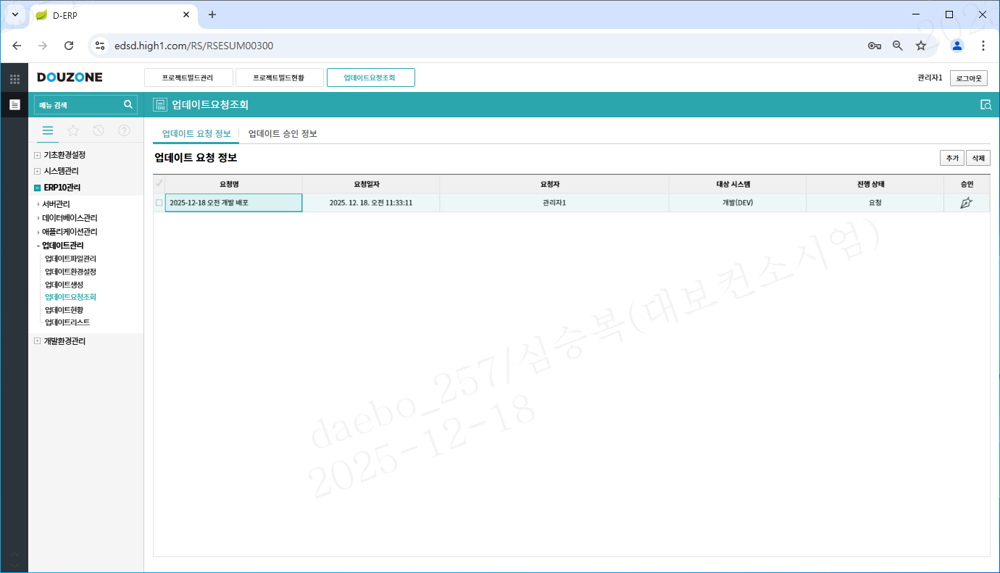 D-ERP
edsd.high1.com/RS/RSESUM00300
DOUZONE
프로젝트빌드관리
프로젝트빌드현황
업데이트요청조회
관리자1
로그아웃
메뉴 검색
업데이트요청조회
업데이트 요청 정보
업데이트 승인 정보
기초환경설정
시스템관리
ERP10관리
서버관리
데이터베이스관리
애플리케이션관리
업데이트관리
업데이트파일관리
업데이트환경설정
업데이트생성
업데이트요청조회
업데이트현황
업데이트리스트
개발환경관리
업데이트 요청 정보
추가
삭제
요청명 요청일자 요청자 대상 시스템 진행 상태 승인
2025-12-18 오전 개발 배포 2025. 12. 18. 오전 11:33:11 관리자1 개발(DEV) 요청
daebo_257/심승복(대보컨소시엄)
2025-12-18